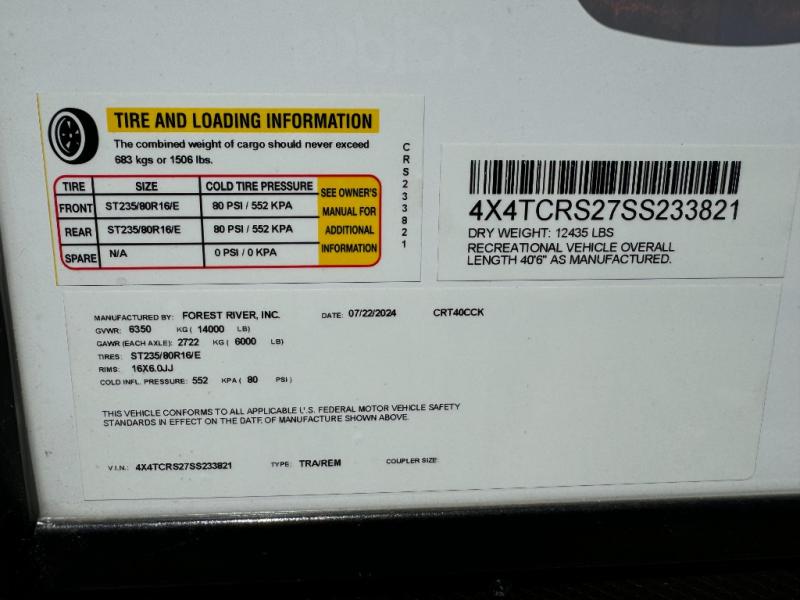 TIRE AND LOADING INFORMATION
The combined weight of cargo should never exceed
683 kgs or 1506 lbs.
TIRE SIZE COLD TIRE PRESSURE
FRONT ST235/80R16/E 80 PSI / 552 KPA
REAR ST235/80R16/E 80 PSI / 552 KPA
SPARE N/A 0 PSI / 0 KPA
SEE OWNER'S
MANUAL FOR
ADDITIONAL
INFORMATION
CRS233821
4X4TCRS27SS233821
DRY WEIGHT: 12435 LBS
RECREATIONAL VEHICLE OVERALL
LENGTH 40'6" AS MANUFACTURED.
MANUFACTURED BY: FOREST RIVER, INC. DATE: 07/22/2024 CRT40CCK
GVWR: 6350 KG ( 14000 LB)
GAWR (EACH AXLE): 2722 KG ( 6000 LB)
TIRES: ST235/80R16/E
RIMS: 16X6.0JJ
COLD INFL. PRESSURE: 552 KPA ( 80 PSI )
THIS VEHICLE CONFORMS TO ALL APPLICABLE U.S. FEDERAL MOTOR VEHICLE SAFETY
STANDARDS IN EFFECT ON THE DATE OF MANUFACTURE SHOWN ABOVE.
V.I.N.: 4X4TCRS27SS233821 TYPE: TRA/REM COUPLER SIZE: